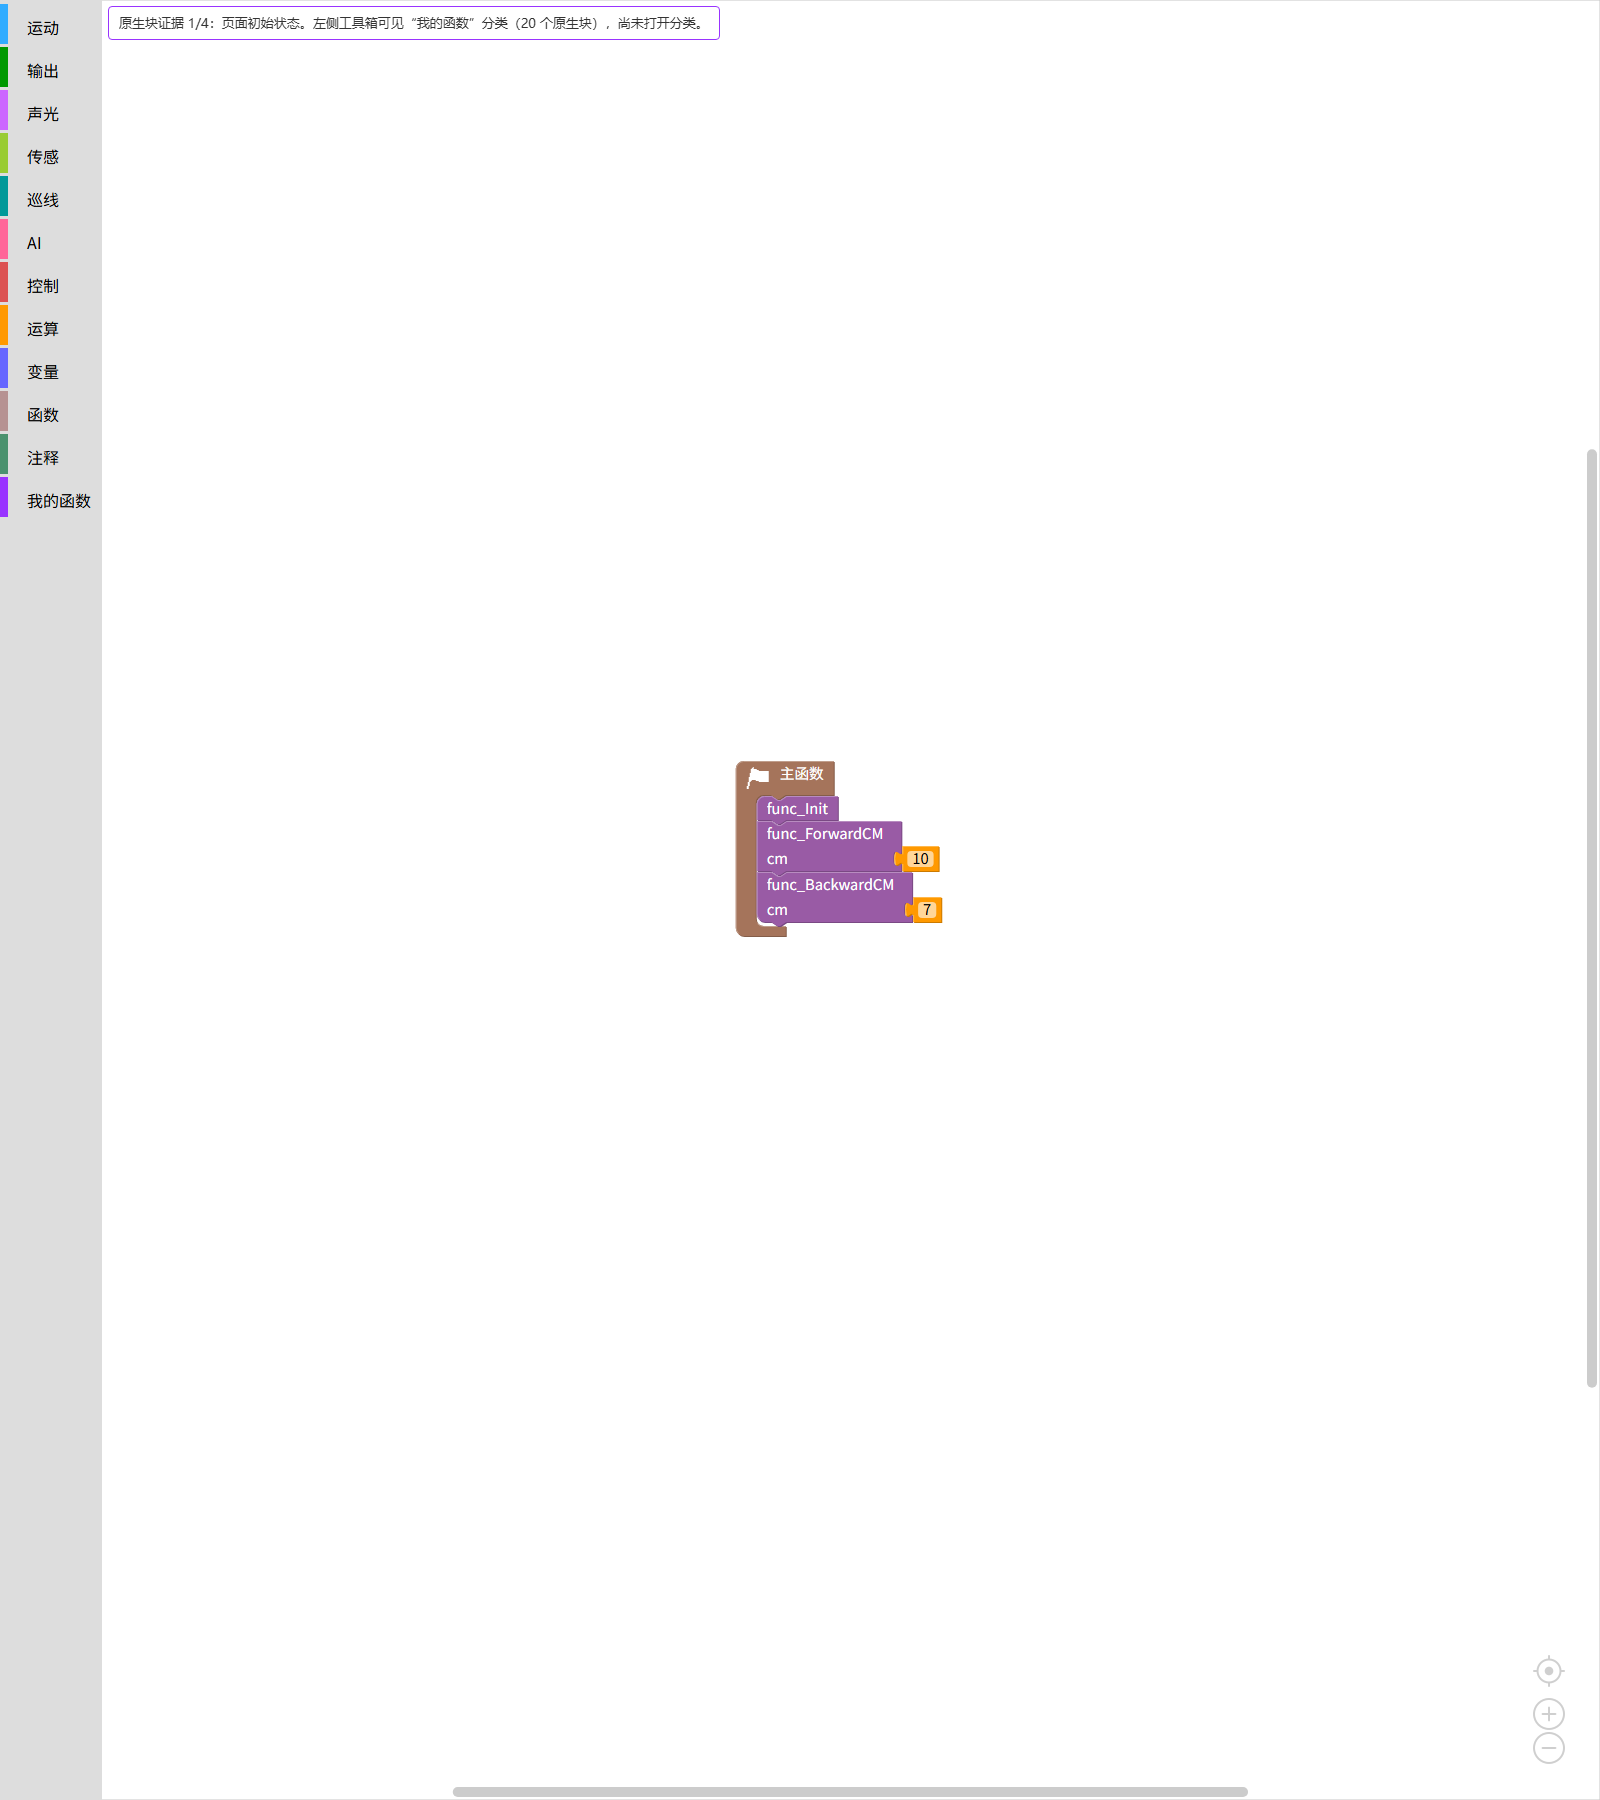 原生块证据 1/4：页面初始状态。左侧工具箱可见“我的函数”分类（20 个原生块），尚未打开分类。
运动
输出
声光
传感
巡线
AI
控制
运算
变量
函数
注释
我的函数
主函数
func_Init
func_ForwardCM
cm 10
func_BackwardCM
cm 7